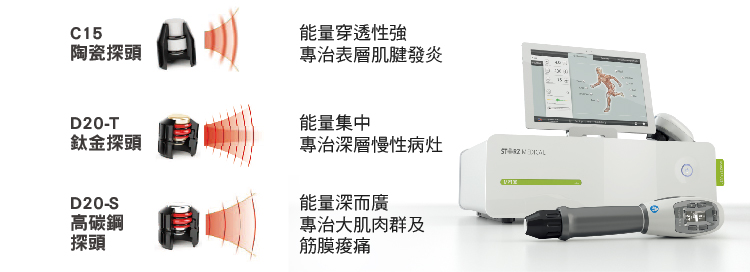 C15
陶瓷探頭
能量穿透性強
專治表層肌腱發炎
D20-T
鈦金探頭
能量集中
專治深層慢性病灶
D20-S
高碳鋼
探頭
能量深而廣
專治大肌肉群及
筋膜痠痛
STORZ MEDICAL